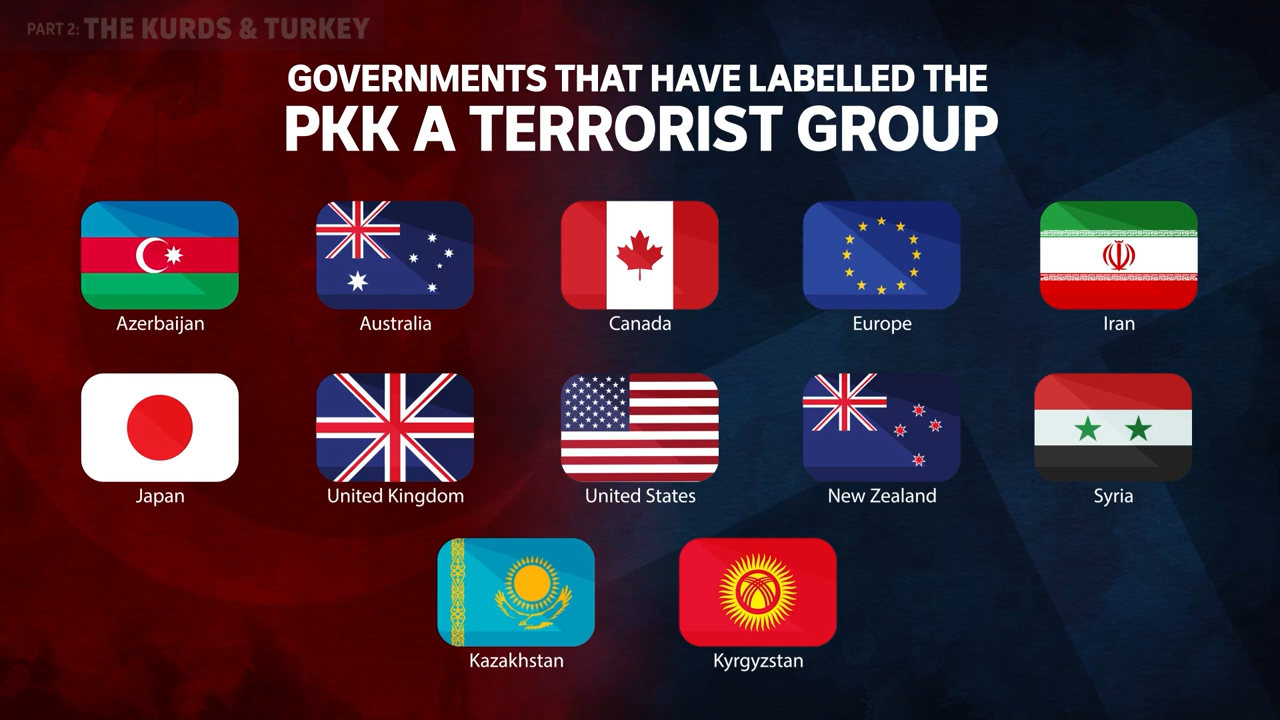 PART 2: THE KURDS & TURKEY
GOVERNMENTS THAT HAVE LABELLED THE
PKK A TERRORIST GROUP
Azerbaijan
Australia
Canada
Europe
Iran
Japan
United Kingdom
United States
New Zealand
Syria
Kazakhstan
Kyrgyzstan